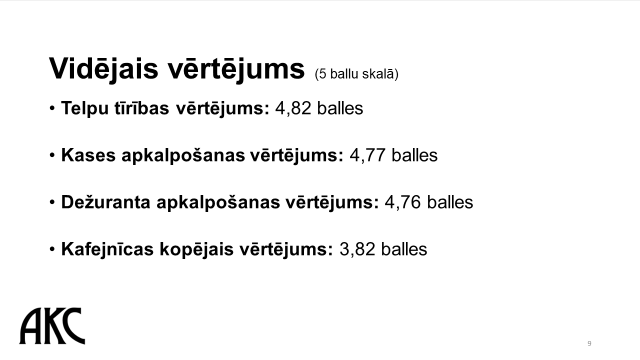 Vidējais vērtējums (5 ballu skalā)
• Telpu tīrības vērtējums: 4,82 balles
• Kases apkalpošanas vērtējums: 4,77 balles
• Dežuranta apkalpošanas vērtējums: 4,76 balles
• Kafejnīcas kopējais vērtējums: 3,82 balles
AKC
9